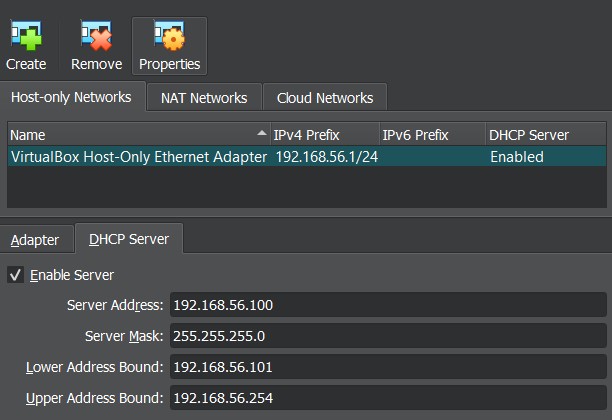 Create Remove Properties
Host-only Networks NAT Networks Cloud Networks
Name IPv4 Prefix IPv6 Prefix DHCP Server
VirtualBox Host-Only Ethernet Adapter 192.168.56.1/24 Enabled
Adapter DHCP Server
Enable Server
Server Address: 192.168.56.100
Server Mask: 255.255.255.0
Lower Address Bound: 192.168.56.101
Upper Address Bound: 192.168.56.254